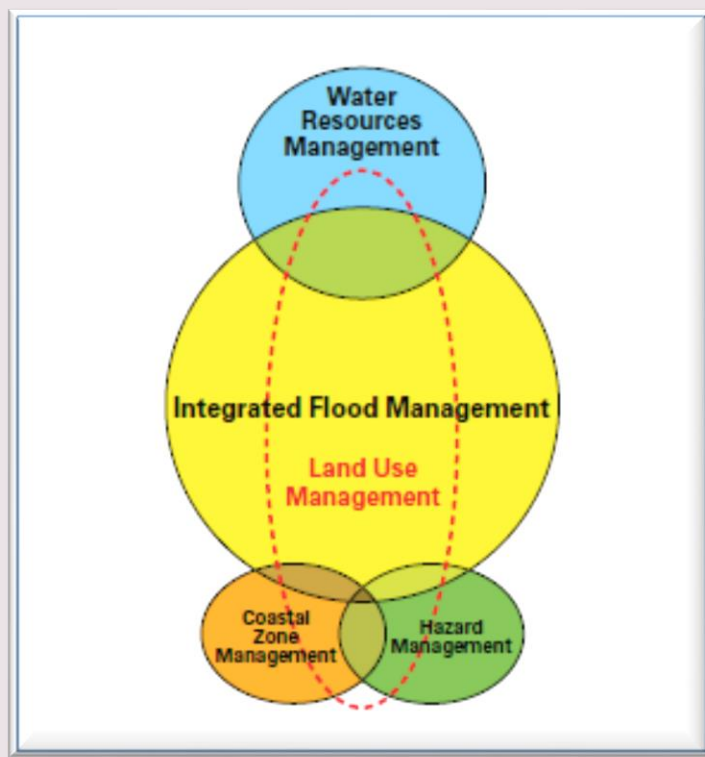 Water
Resources
Management
Integrated Flood Management
Land Use
Management
Coastal
Zone
Management
Hazard
Management